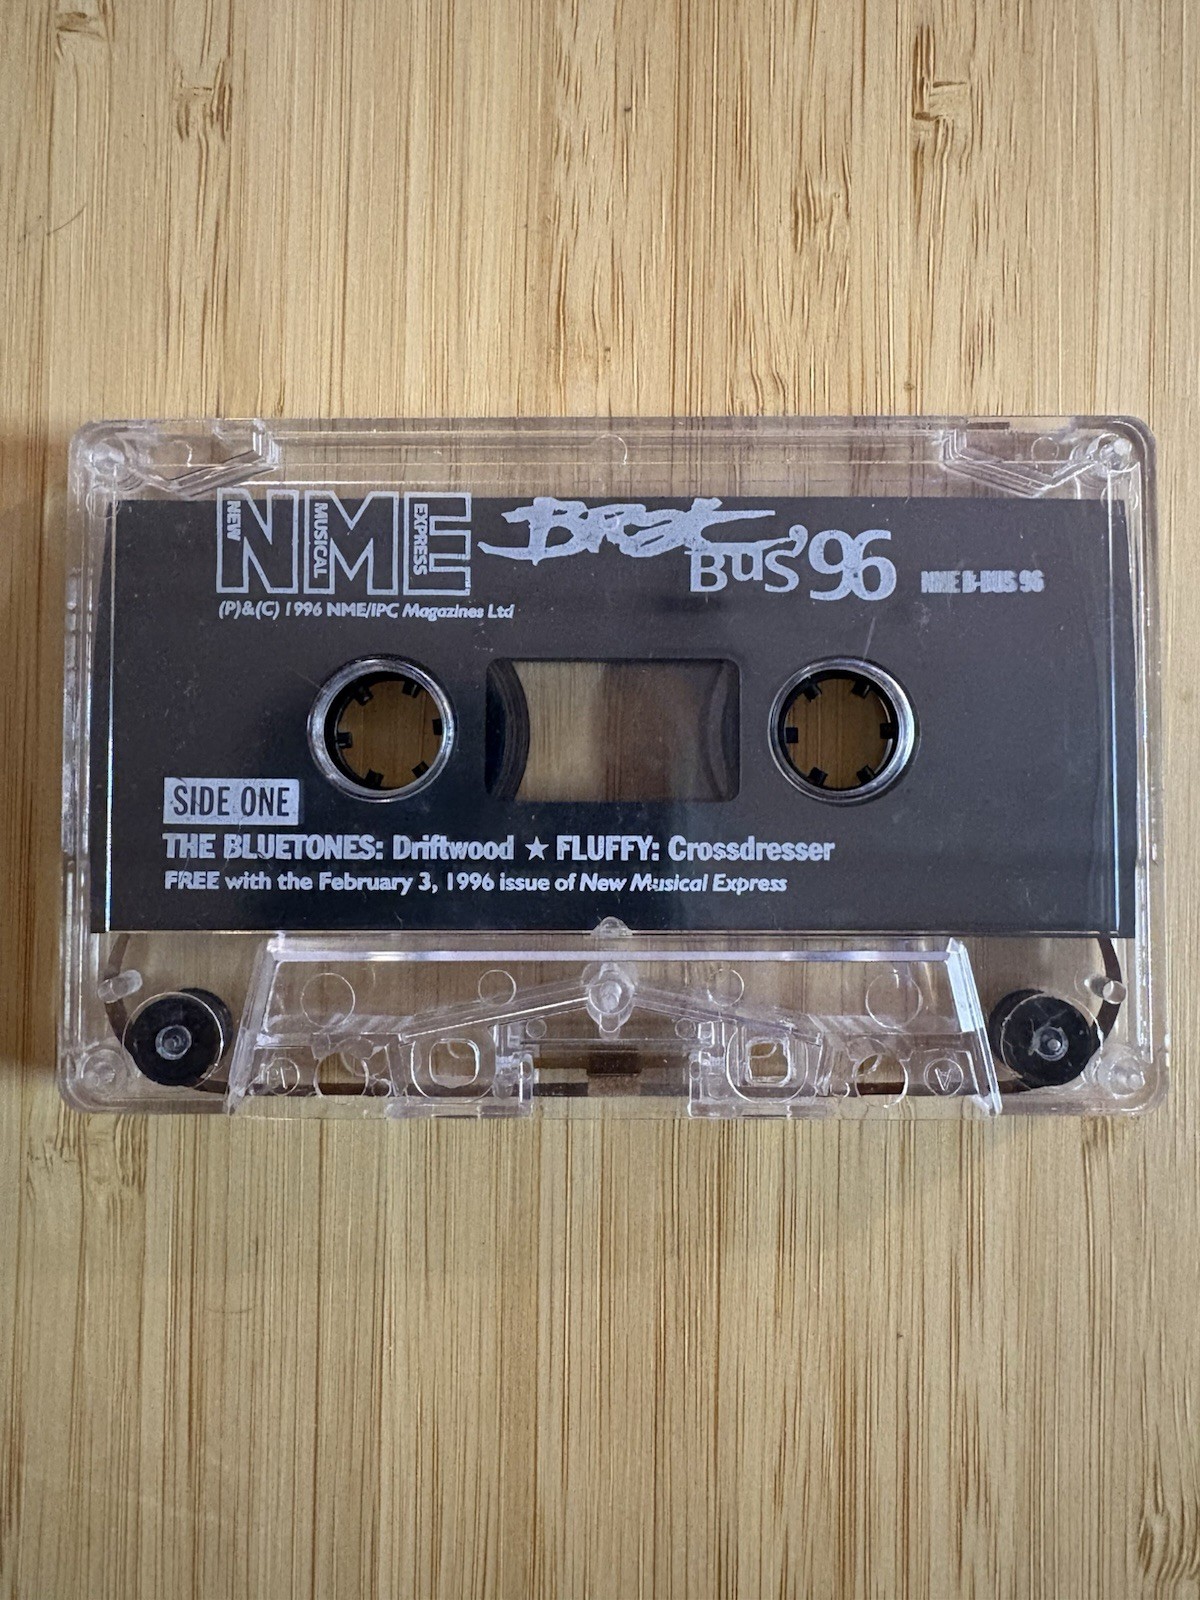 NME
NEW MUSICAL EXPRESS
Brat
BUS '96
NME B-BUS 96
(P)&(C) 1996 NME/IPC Magazines Ltd
SIDE ONE
THE BLUETONES: Driftwood ★ FLUFFY: Crossdresser
FREE with the February 3, 1996 issue of New Musical Express
A